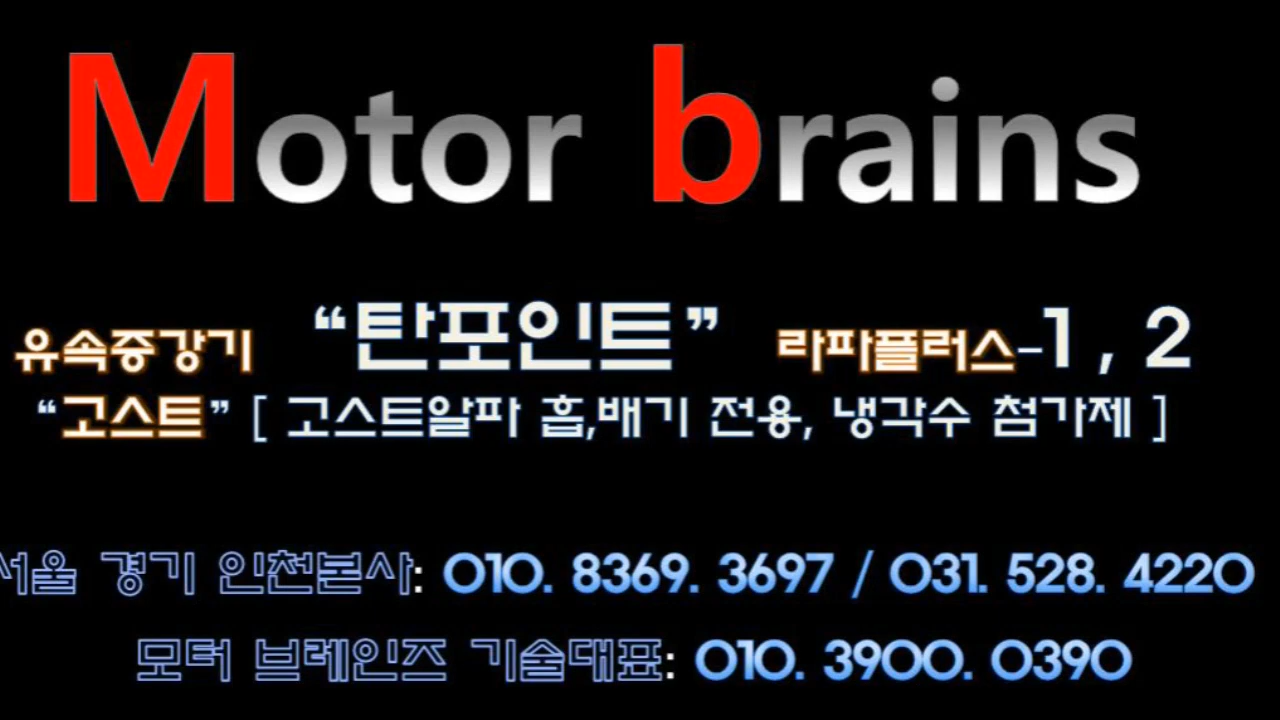 Motor brains
유속증강기 “탄포인트” 라파플러스-1 , 2
“고스트” [ 고스트알파 흡,배기 전용, 냉각수 첨가제 ]
서울 경기 인천본사: 010. 8369. 3697 / 031. 528. 4220
모터 브레인즈 기술대표: 010. 3900. 0390